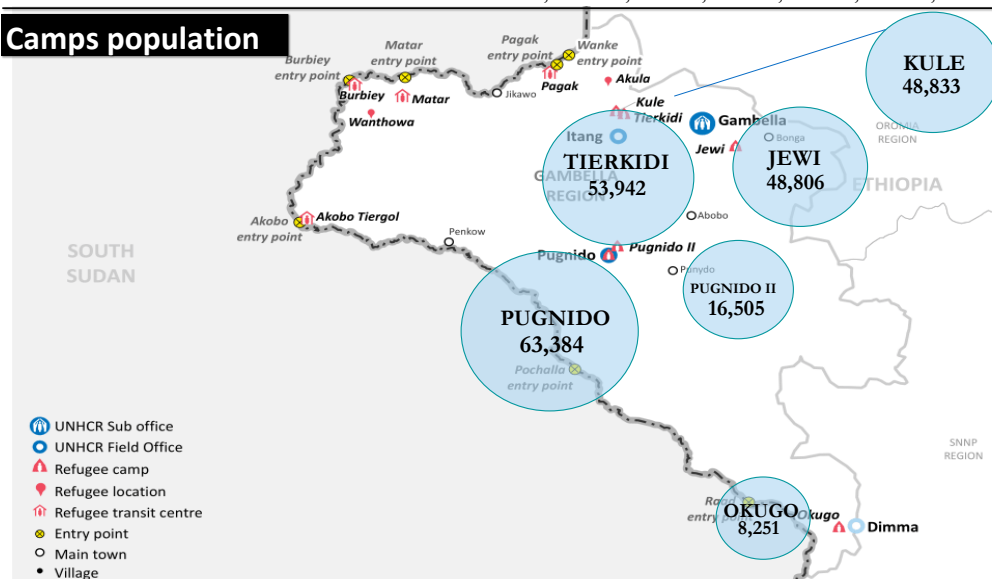 Camps population
Burbiey
entry point
Matar
entry point
Pagak
entry point
Wanke
entry point
Burbiey
Matar
Wanthowa
Jikawo
Pagak
Akula
Kule
Tierkidi
Itang
Gambella
Jewi
Bonga
KULE
48,833
OROMIA
REGION
TIERKIDI
53,942
GAMBELLA
REGION
JEWI
48,806
ETHIOPIA
Akobo
entry point
Akobo Tiergol
Penkow
Abobo
SOUTH
SUDAN
Pugnido
Pugnido II
Punydo
PUGNIDO II
16,505
PUGNIDO
63,384
Pochalla
entry point
SNNP
REGION
Raad
entry point
OKUGO
8,251
Okugo
Dimma
UNHCR Sub office
UNHCR Field Office
Refugee camp
Refugee location
Refugee transit centre
Entry point
Main town
Village